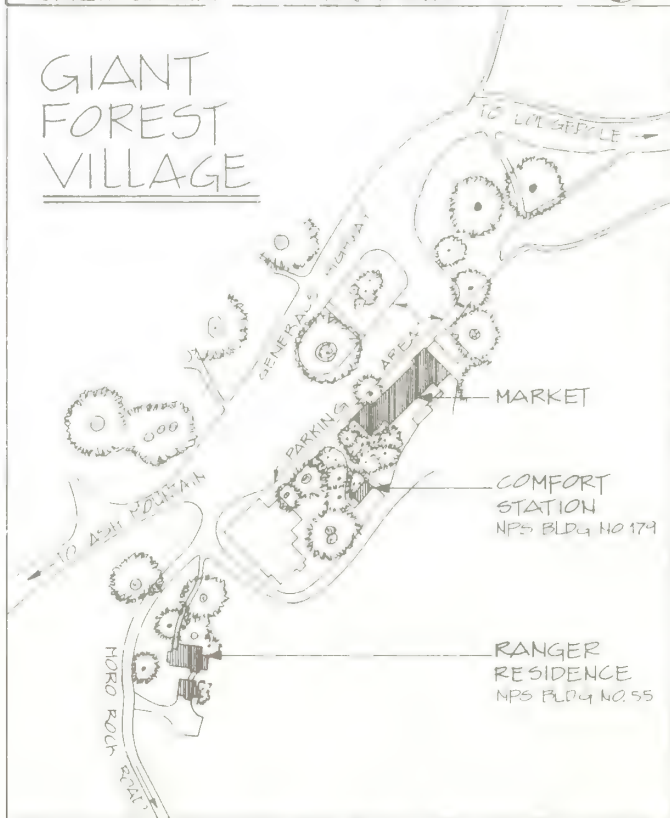 GIANT
FOREST
VILLAGE
TO LODGEPOLE
GENERALS HIGHWAY
PARKING AREA
MARKET
COMFORT
STATION
NPS BLDG NO 179
TO ASH MOUNTAIN
RANGER
RESIDENCE
NPS BLDG NO. 55
MORO ROCK ROAD